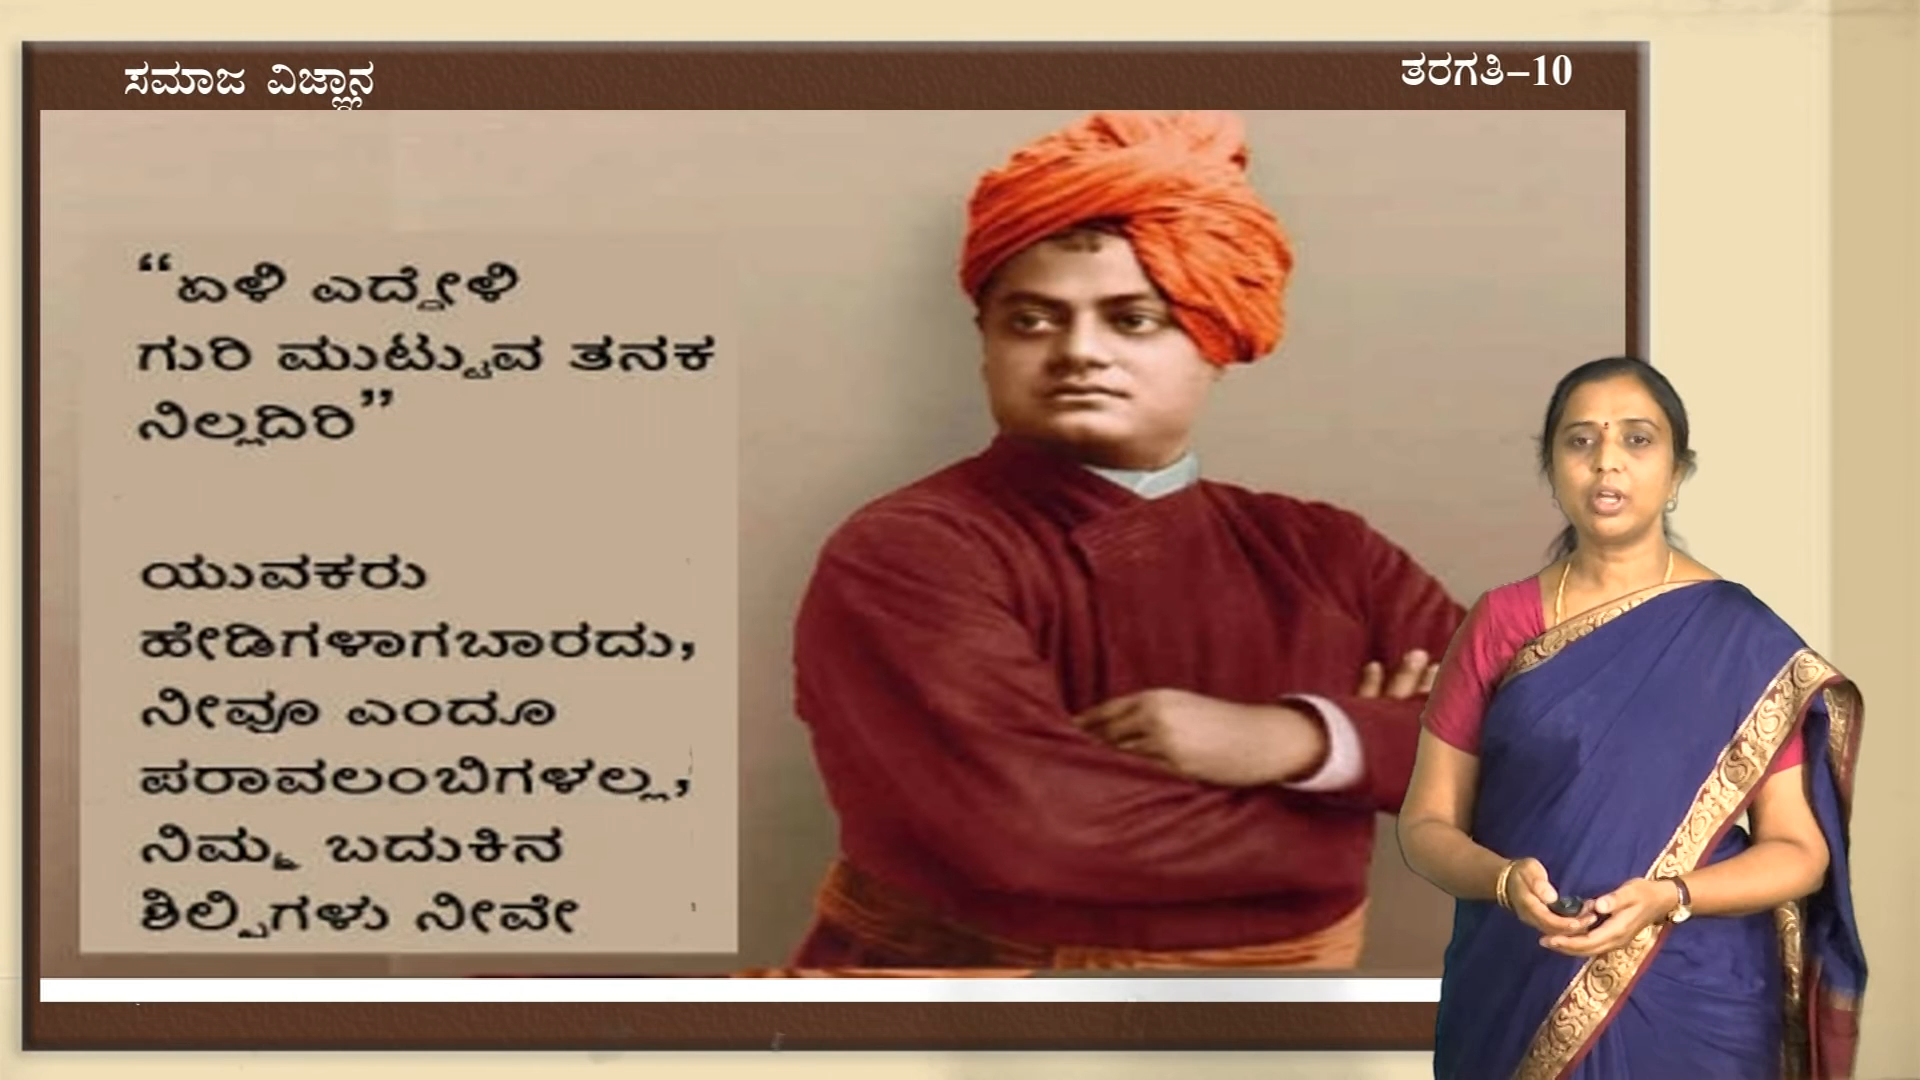 ಸಮಾಜ ವಿಜ್ಞಾನ
ತರಗತಿ–10
“ಏಳಿ ಎದ್ದೇಳಿ
ಗುರಿ ಮುಟ್ಟುವ ತನಕ
ನಿಲ್ಲದಿರಿ”
ಯುವಕರು
ಹೇಡಿಗಳಾಗಬಾರದು,
ನೀವೂ ಎಂದೂ
ಪರಾವಲಂಬಿಗಳಲ್ಲ,
ನಿಮ್ಮ ಬದುಕಿನ
ಶಿಲ್ಪಿಗಳು ನೀವೇ